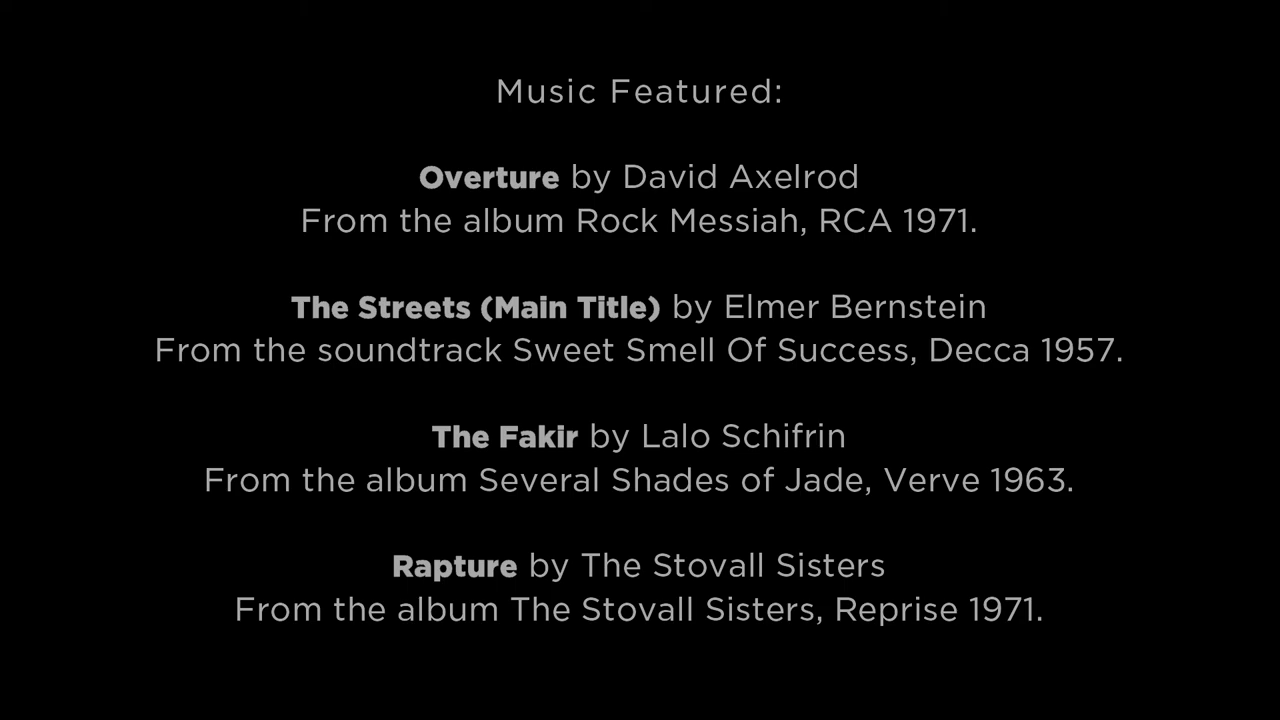 Music Featured:
Overture by David Axelrod
From the album Rock Messiah, RCA 1971.
The Streets (Main Title) by Elmer Bernstein
From the soundtrack Sweet Smell Of Success, Decca 1957.
The Fakir by Lalo Schifrin
From the album Several Shades of Jade, Verve 1963.
Rapture by The Stovall Sisters
From the album The Stovall Sisters, Reprise 1971.